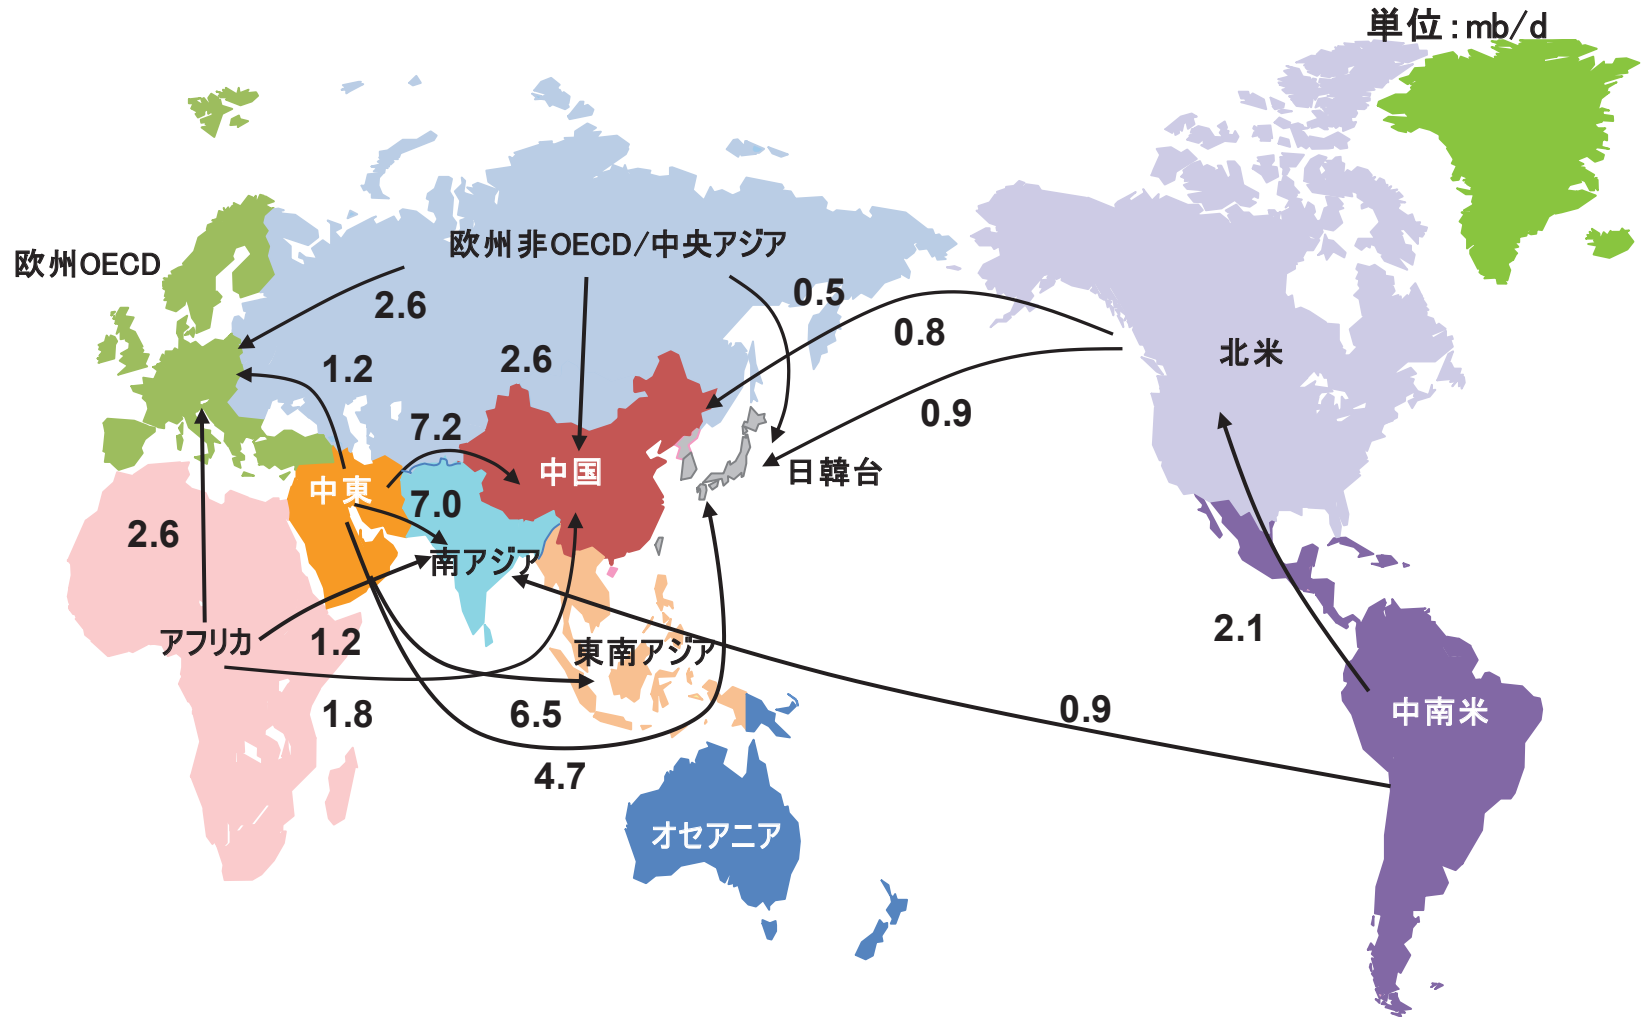 単位:mb/d
欧州非OECD/中央アジア
欧州OECD
2.6
0.5
0.8
北米
1.2
2.6
0.9
7.2
中国
日韓台
中東
7.0
2.6
南アジア
アフリカ
1.2
東南アジア
2.1
1.8
6.5
0.9
中南米
4.7
オセアニア